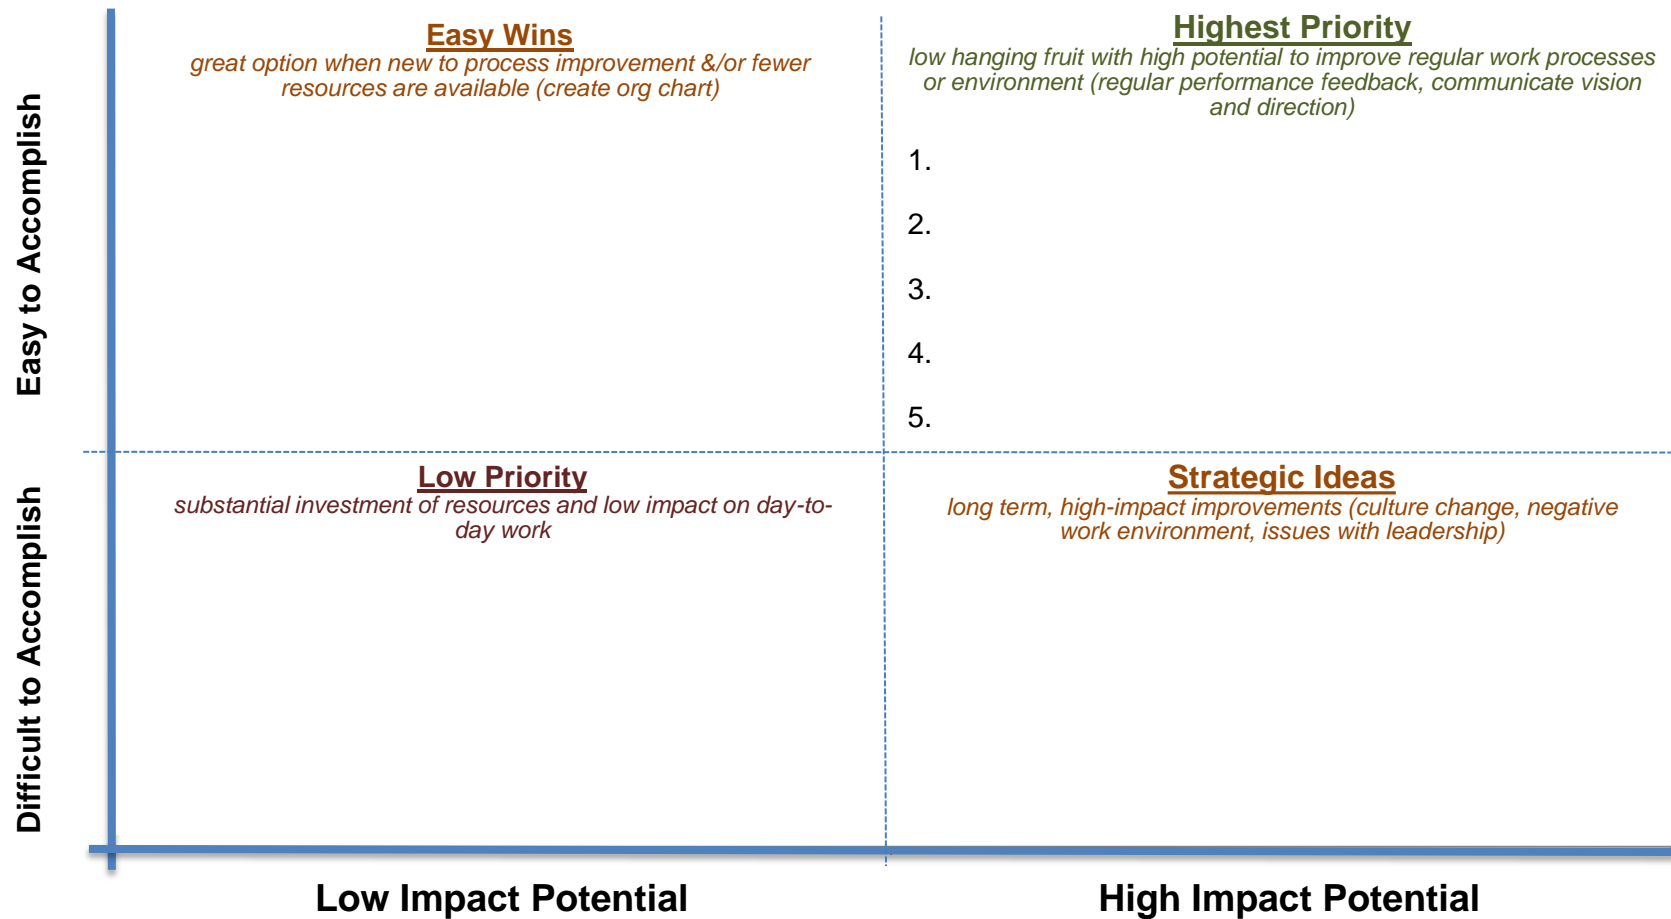 Easy to Accomplish
Easy Wins
great option when new to process improvement &/or fewer
resources are available (create org chart)
Highest Priority
low hanging fruit with high potential to improve regular work processes
or environment (regular performance feedback, communicate vision
and direction)
1.
2.
3.
4.
5.
Difficult to Accomplish
Low Priority
substantial investment of resources and low impact on day-to-
day work
Strategic Ideas
long term, high-impact improvements (culture change, negative
work environment, issues with leadership)
Low Impact Potential
High Impact Potential